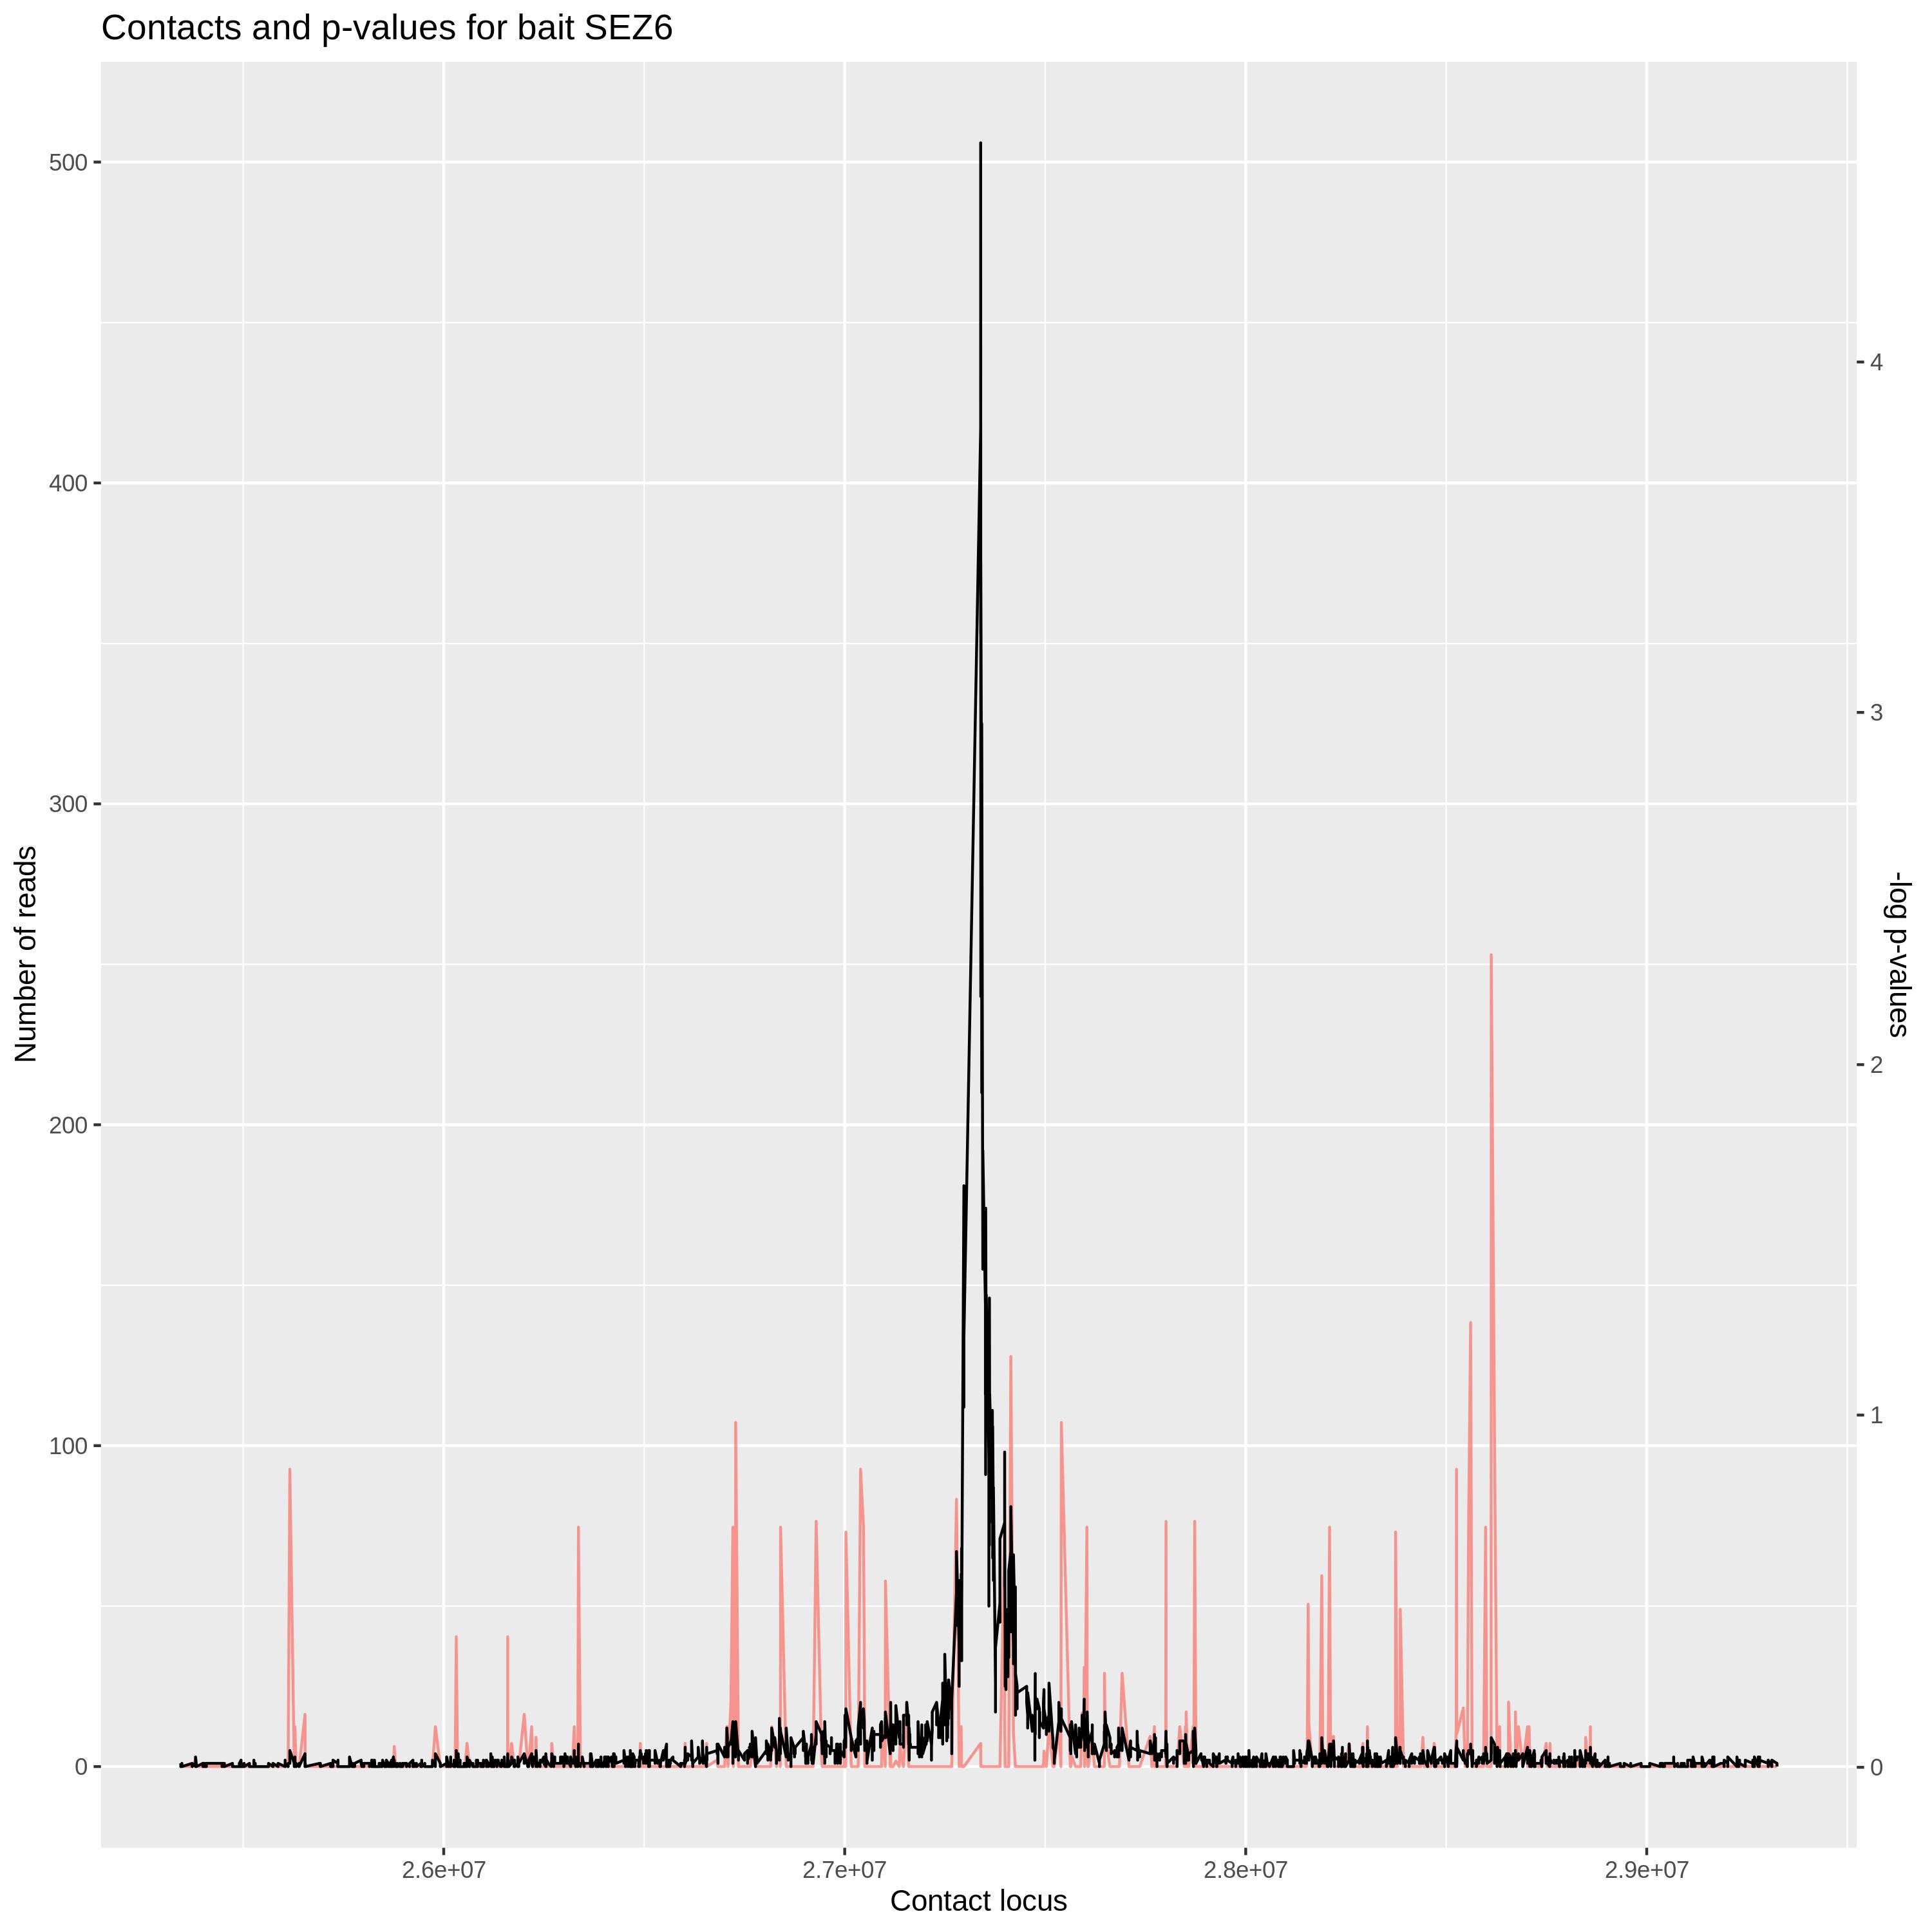 Contacts and p-values for bait SEZ6
Number of reads
500
400
300
200
100
0
-log p-values
4
3
2
1
0
2.6e+07
2.7e+07
2.8e+07
2.9e+07
Contact locus